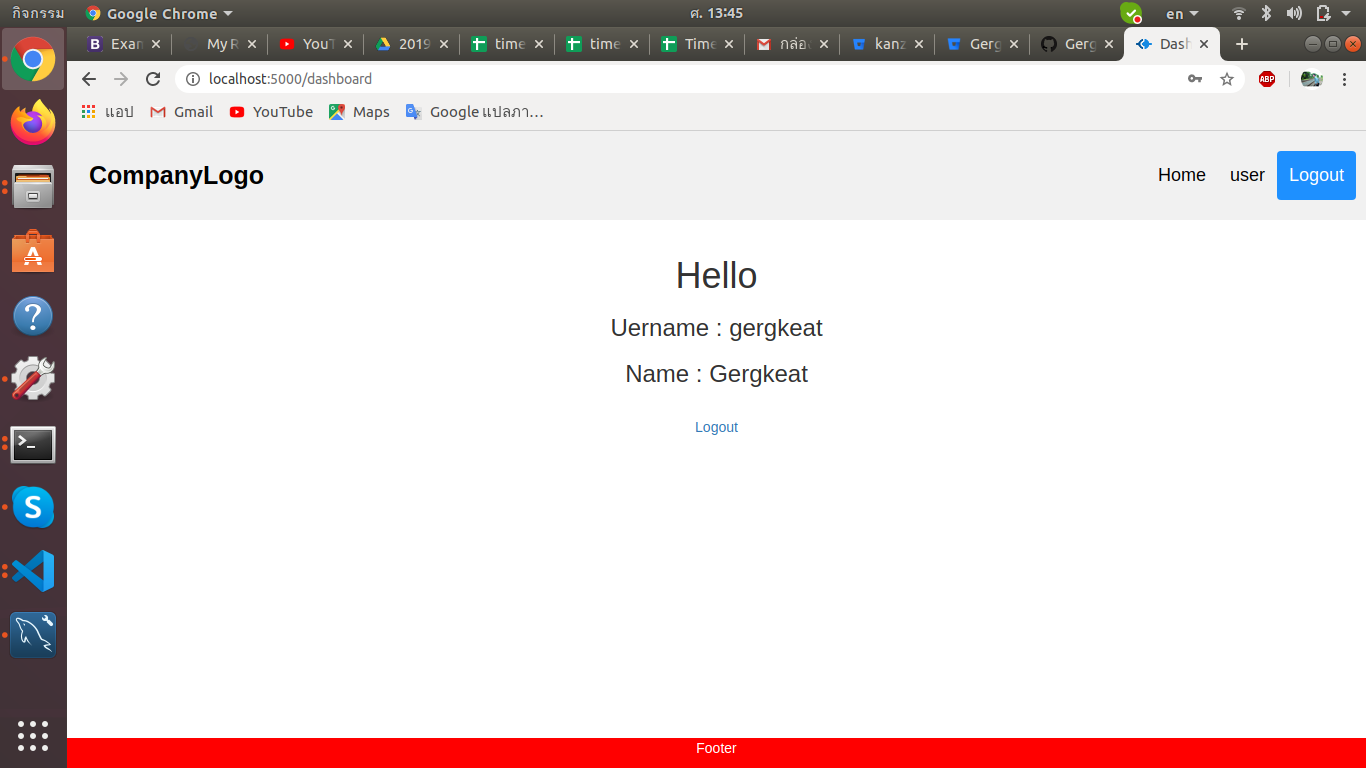 กิจกรรม Google Chrome ศ. 13:45 en
Exan My R YouT 2019 time time Time กล่อง kanz Gerg Gerg Dash
localhost:5000/dashboard ABP
แอป Gmail YouTube Maps Google แปลภา…
CompanyLogo Home user Logout
Hello
Uername : gergkeat
Name : Gergkeat
Logout
Footer